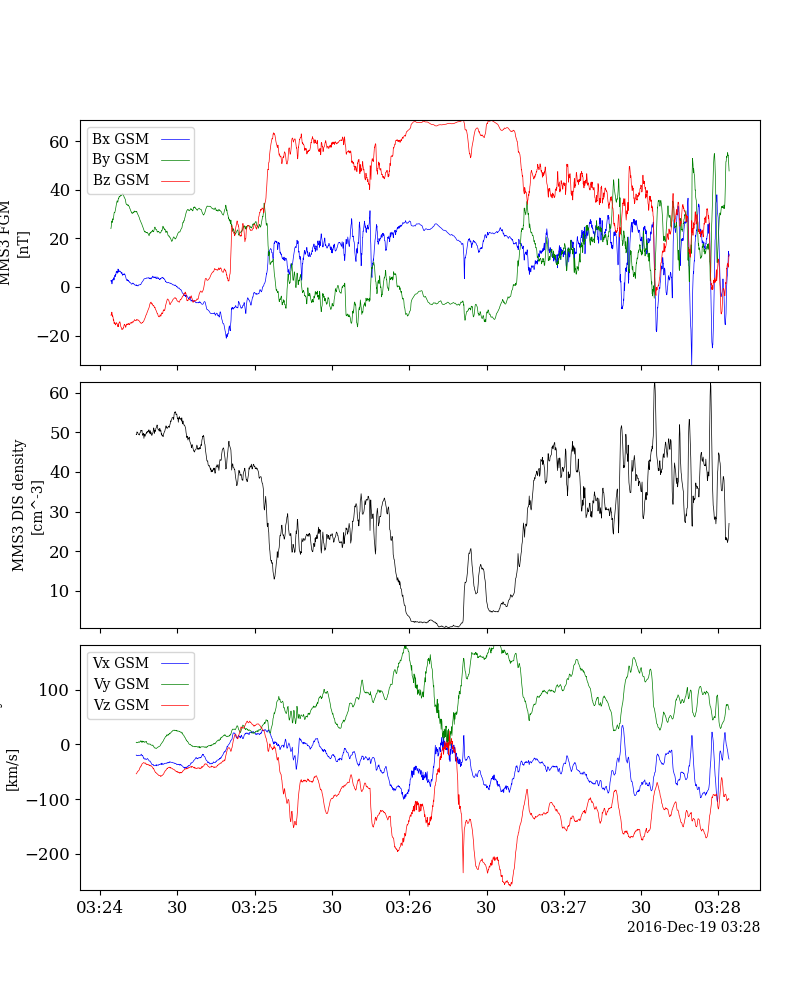 Bx GSM
By GSM
Bz GSM
MMS3 FGM
[nT]
60
40
20
0
−20
MMS3 DIS density
[cm^-3]
60
50
40
30
20
10
Vx GSM
Vy GSM
Vz GSM
[km/s]
100
0
−100
−200
03:24 30 03:25 30 03:26 30 03:27 30 03:28
2016-Dec-19 03:28